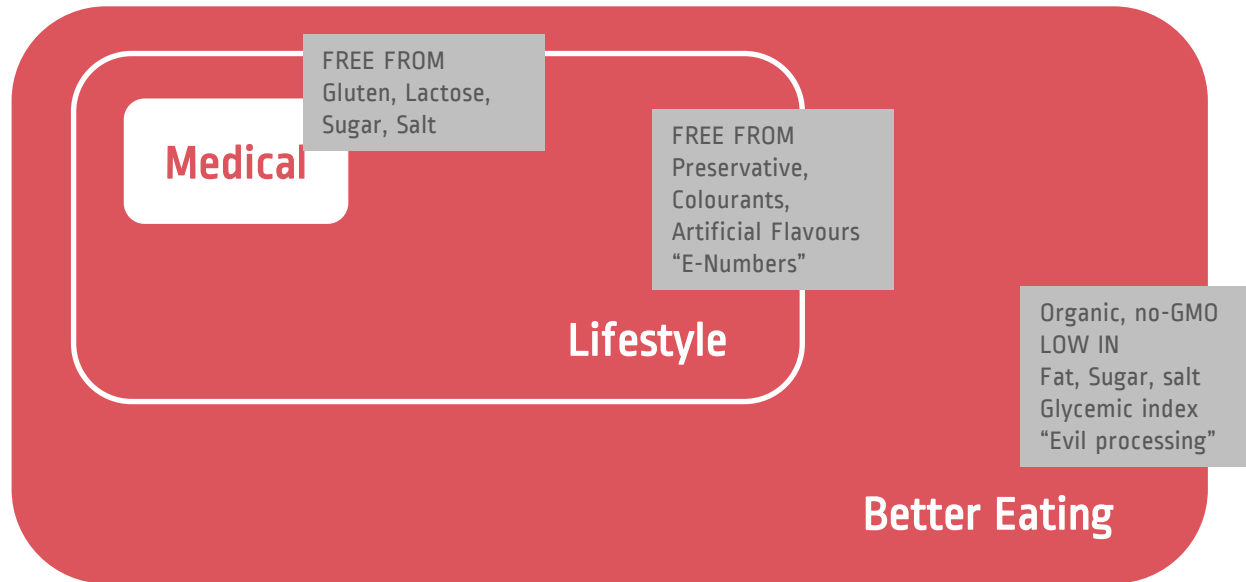 FREE FROM
Gluten, Lactose,
Sugar, Salt
Medical
FREE FROM
Preservative,
Colourants,
Artificial Flavours
“E-Numbers”
Lifestyle
Organic, no-GMO
LOW IN
Fat, Sugar, salt
Glycemic index
“Evil processing”
Better Eating